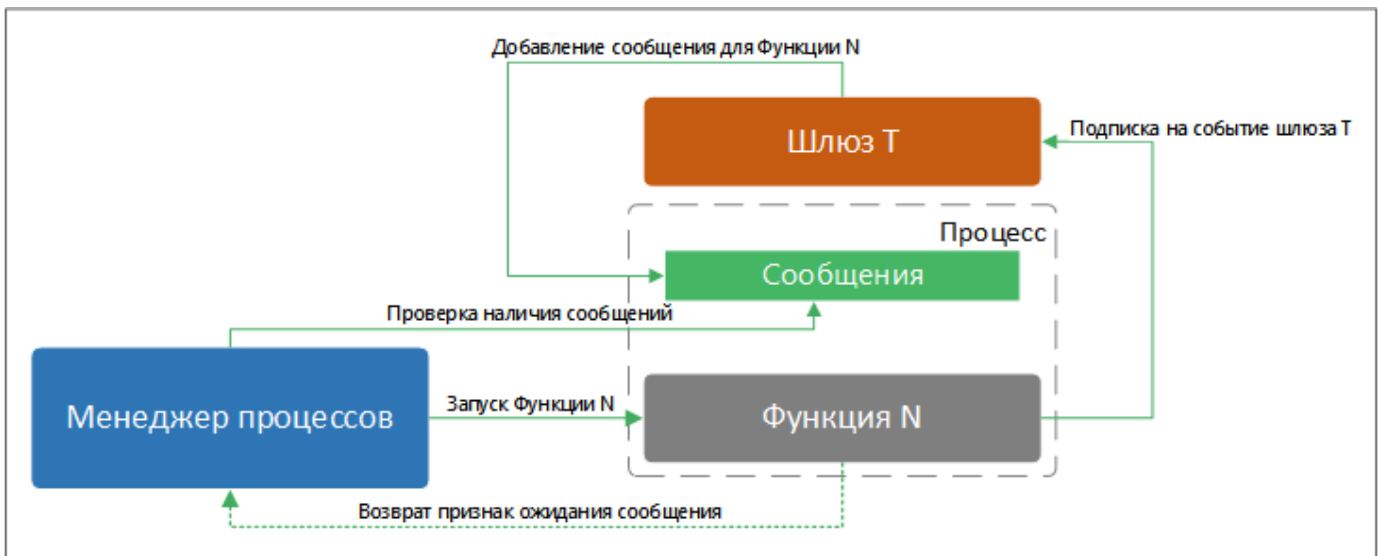 Добавление сообщения для Функции N
Шлюз Т
Подписка на событие шлюза Т
Процесс
Сообщения
Проверка наличия сообщений
Менеджер процессов
Запуск Функции N
Функция N
Возврат признак ожидания сообщения